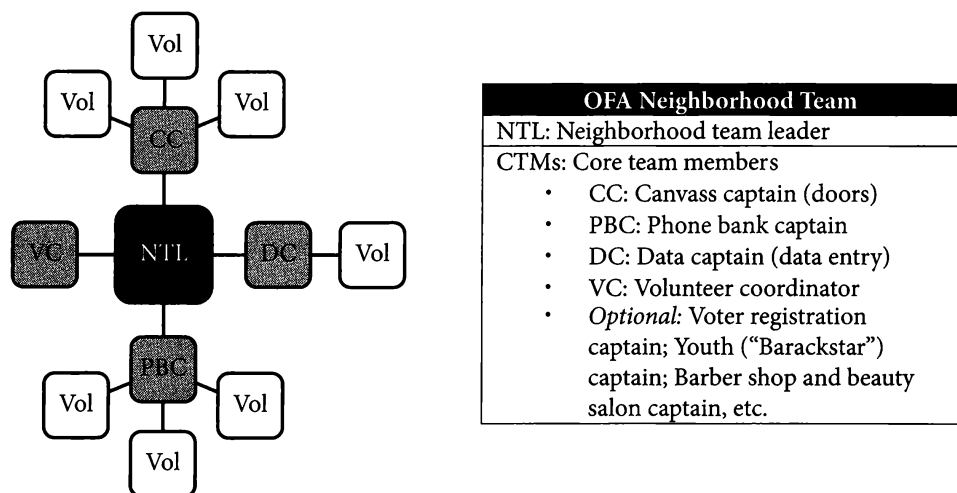 Vol
Vol
Vol
CC
VC
NTL
DC
Vol
PBC
Vol
Vol
Vol
OFA Neighborhood Team
NTL: Neighborhood team leader
CTMs: Core team members
· CC: Canvass captain (doors)
· PBC: Phone bank captain
· DC: Data captain (data entry)
· VC: Volunteer coordinator
· Optional: Voter registration
captain; Youth (“Barackstar”)
captain; Barber shop and beauty
salon captain, etc.